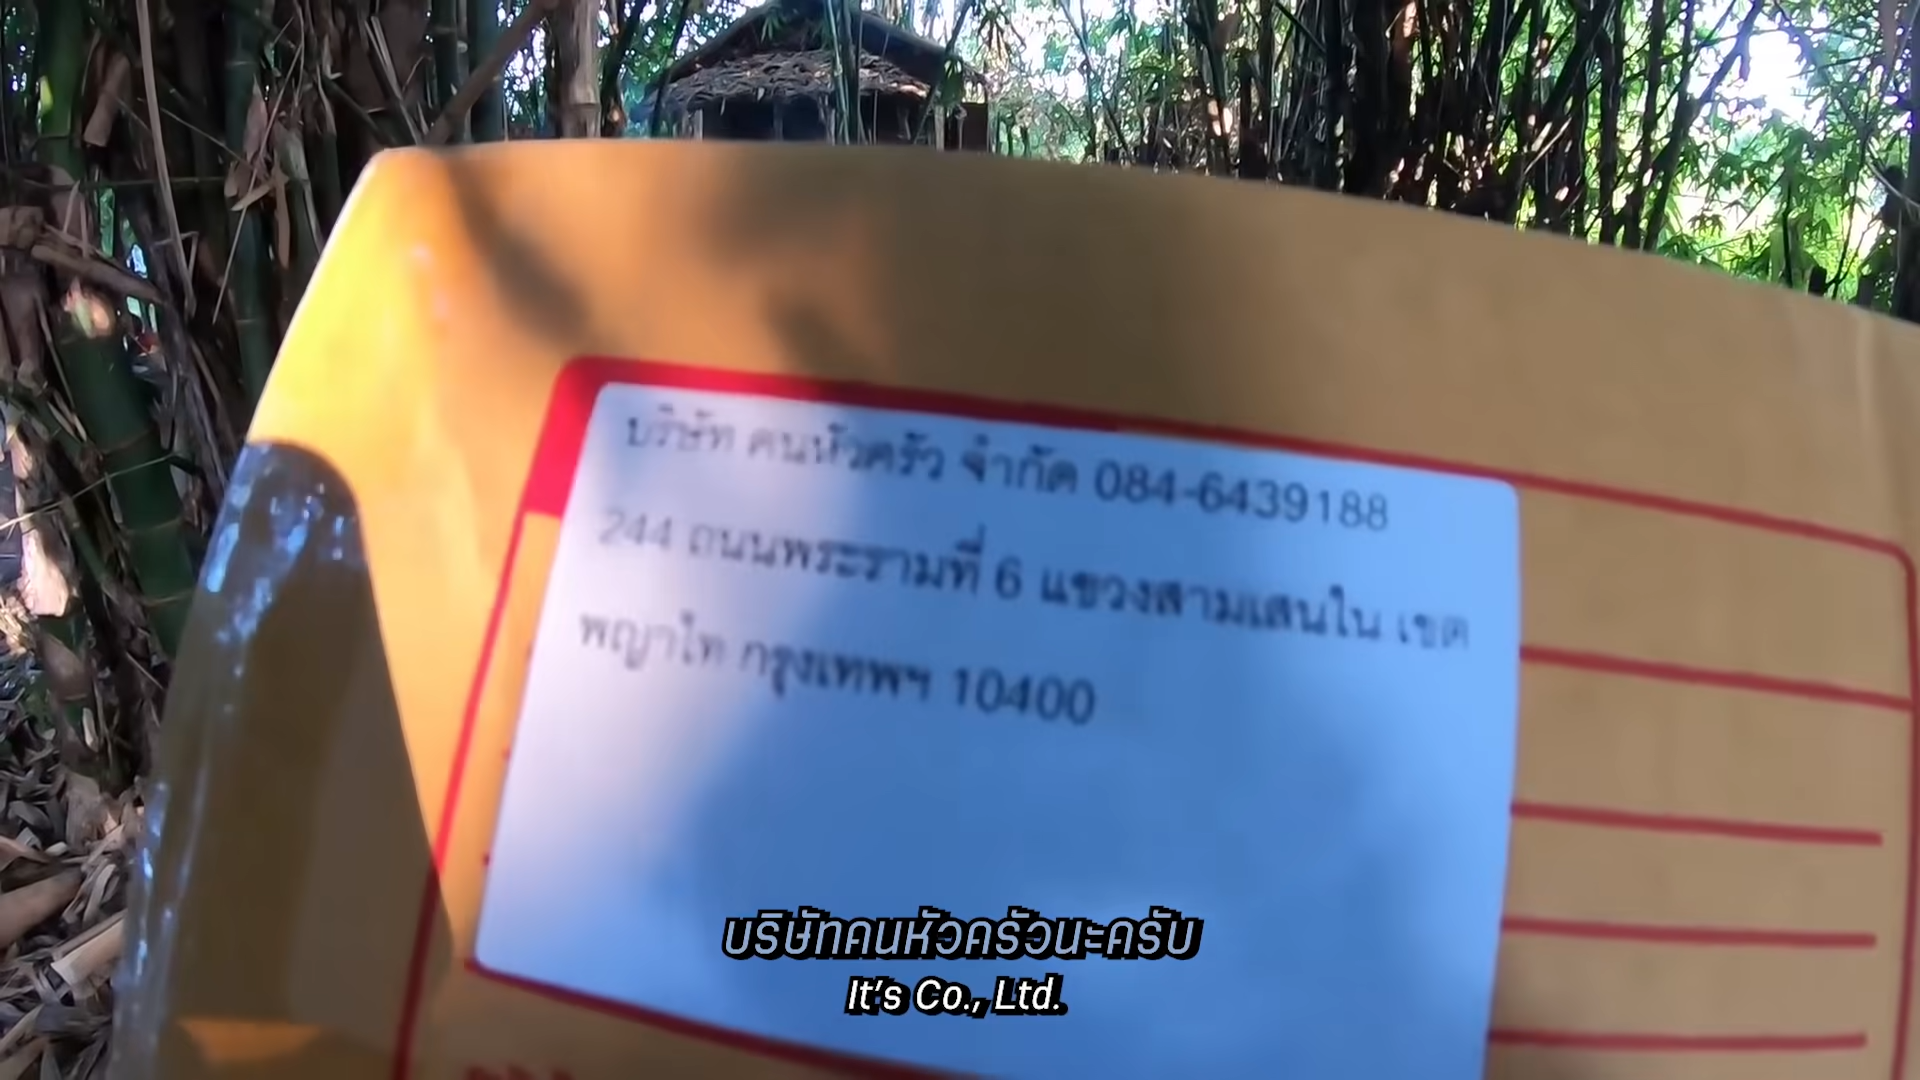 บริษัท คนหัวครัว จำกัด 084-6439188
244 ถนนพระรามที่ 6 แขวงสามเสนใน เขต
พญาไท กรุงเทพฯ 10400
บริษัทคนหัวครัวนะครับ
It's Co., Ltd.